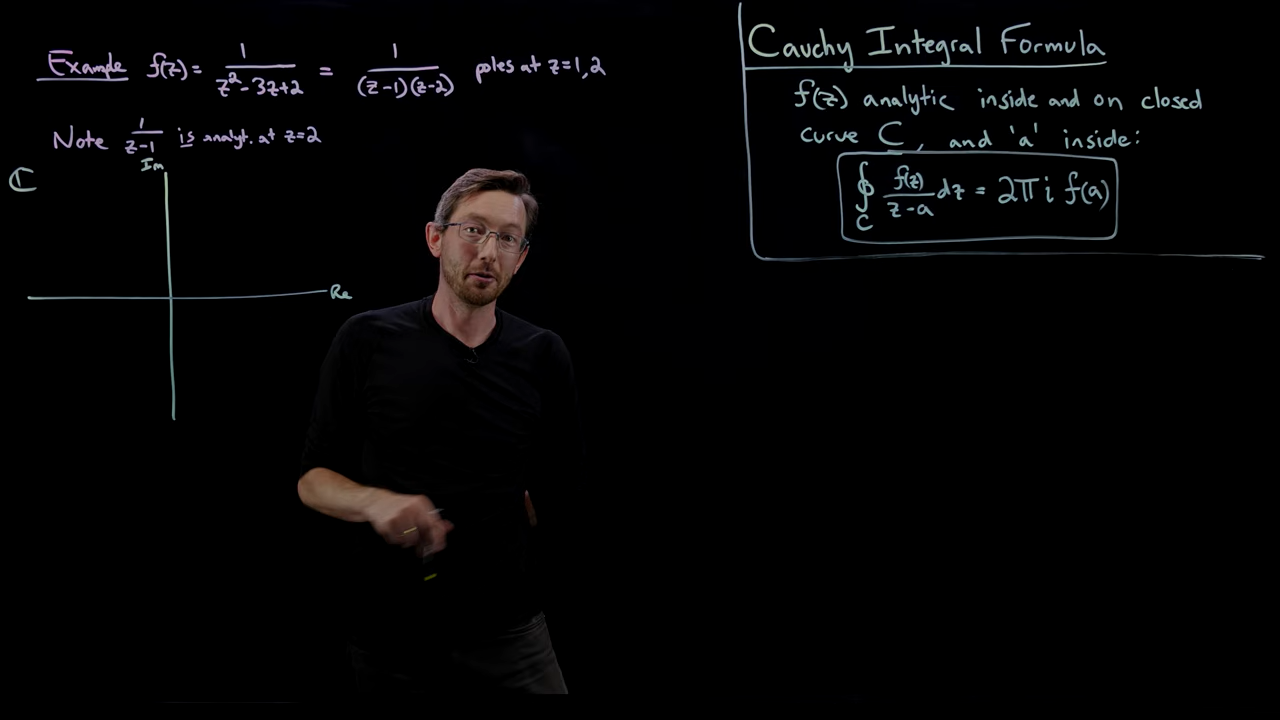 Example f(z) = 1/(z²-3z+2) = 1/((z-1)(z-2)) poles at z=1,2
Note 1/(z-1) is analyt. at z=2
ℂ
Im
Re
Cauchy Integral Formula
f(z) analytic inside and on closed
curve C, and 'a' inside:
∮_C f(z)/(z-a) dz = 2πi f(a)